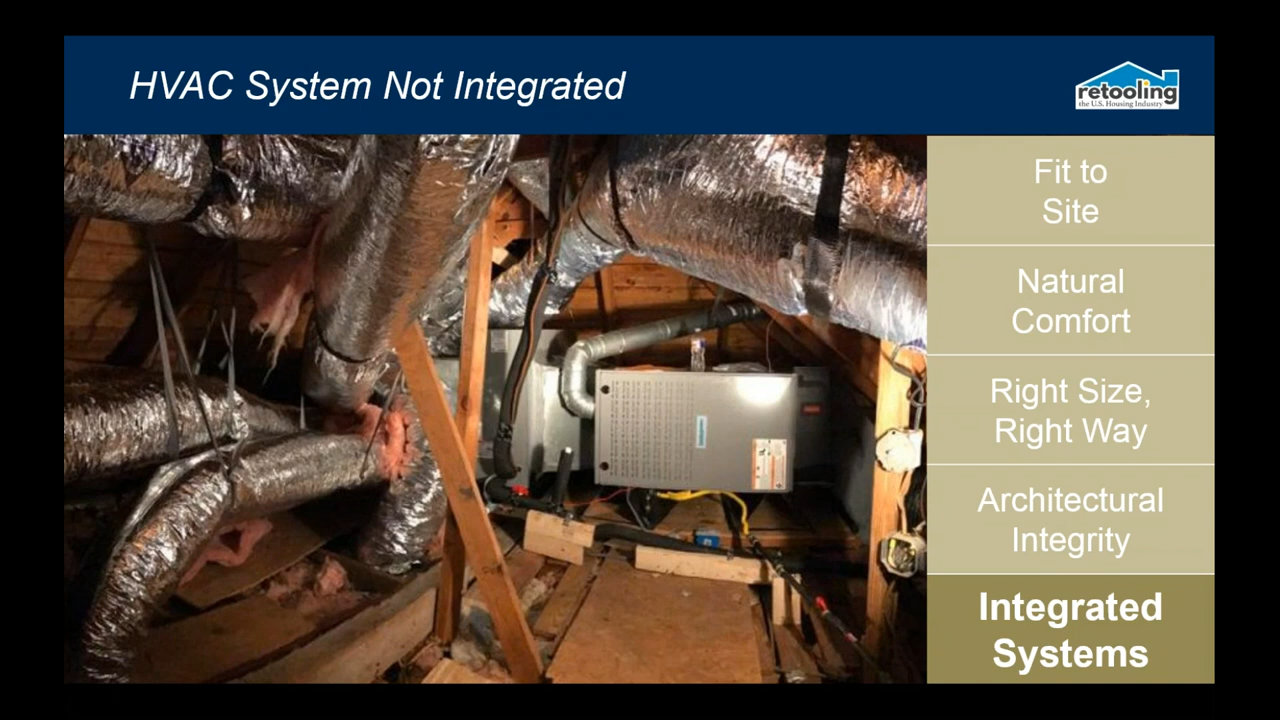 HVAC System Not Integrated
retooling
the U.S. Housing Industry
Fit to
Site
Natural
Comfort
Right Size,
Right Way
Architectural
Integrity
Integrated
Systems